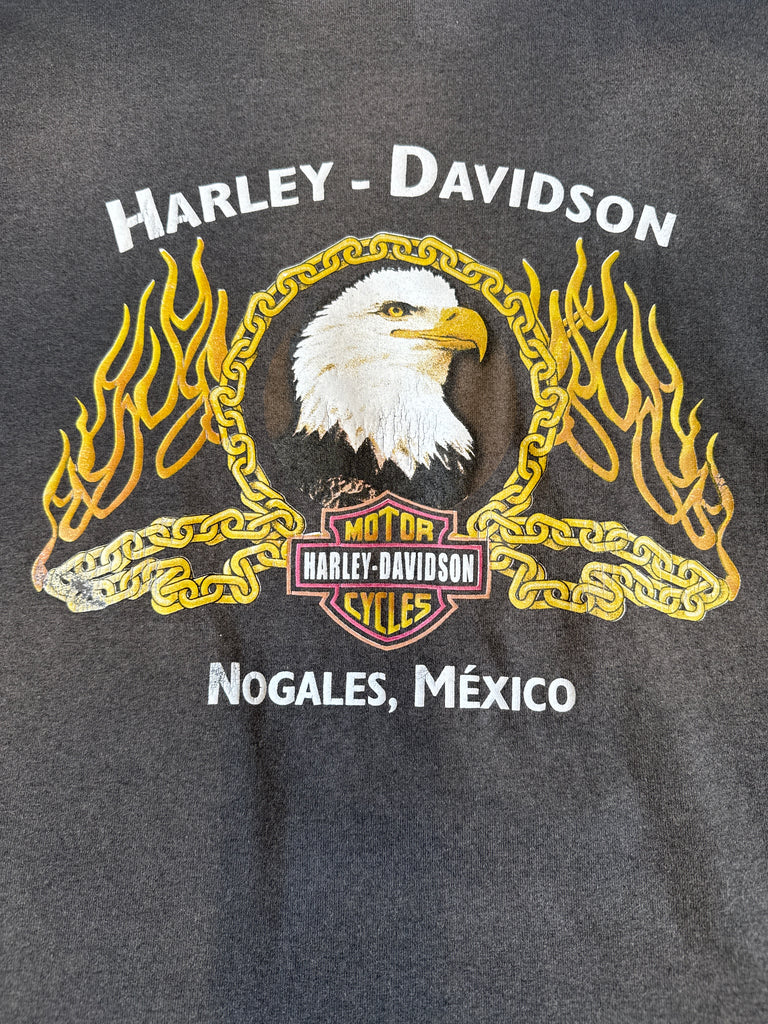 HARLEY - DAVIDSON
MOTOR
HARLEY-DAVIDSON
CYCLES
NOGALES, MÉXICO